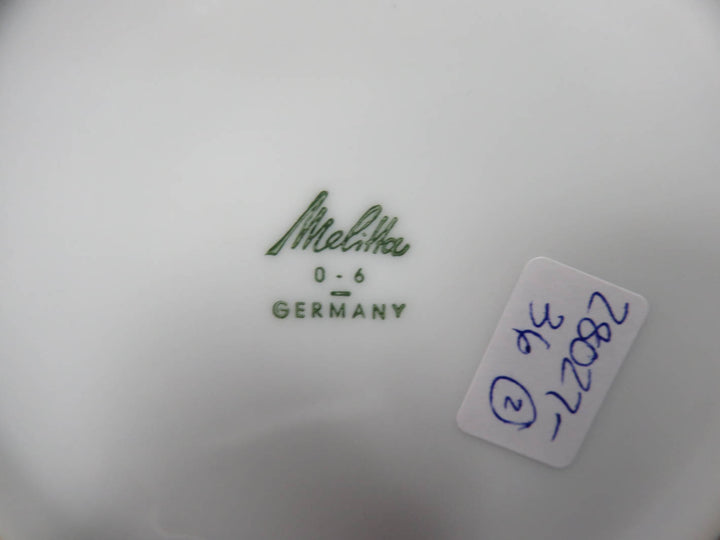 Melitta
0 - 6
GERMANY
28027-
36
2